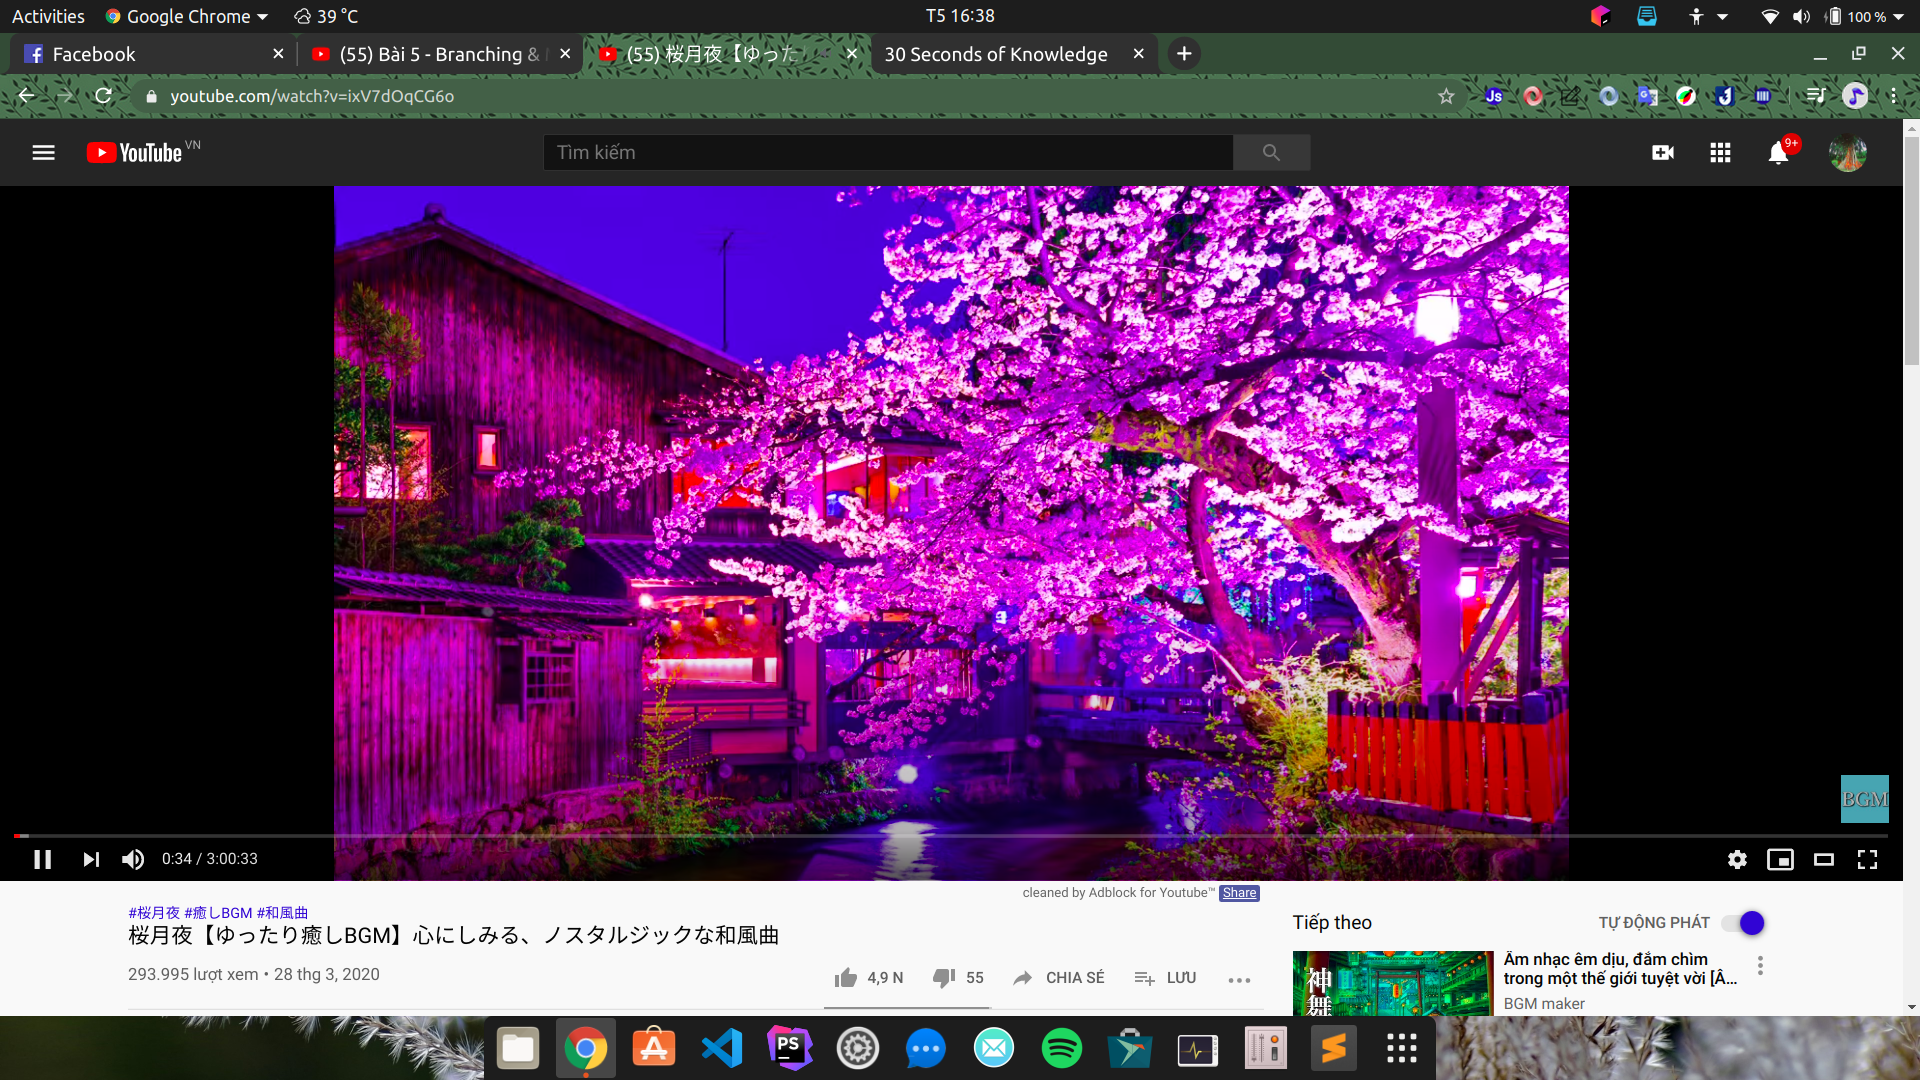 Activities Google Chrome 39 °C T5 16:38 100 %
Facebook (55) Bài 5 - Branching & (55) 桜月夜【ゆった 30 Seconds of Knowledge
youtube.com/watch?v=ixV7dOqCG6o
YouTube VN Tìm kiếm 9+
BGM
0:34 / 3:00:33
cleaned by Adblock for Youtube™ Share
#桜月夜 #癒しBGM #和風曲
桜月夜【ゆったり癒しBGM】心にしみる、ノスタルジックな和風曲
293.995 lượt xem • 28 thg 3, 2020
4,9 N 55 CHIA SẺ LƯU
Tiếp theo TỰ ĐỘNG PHÁT
神舞
Âm nhạc êm dịu, đắm chìm
trong một thế giới tuyệt vời [Â...
BGM maker
PS